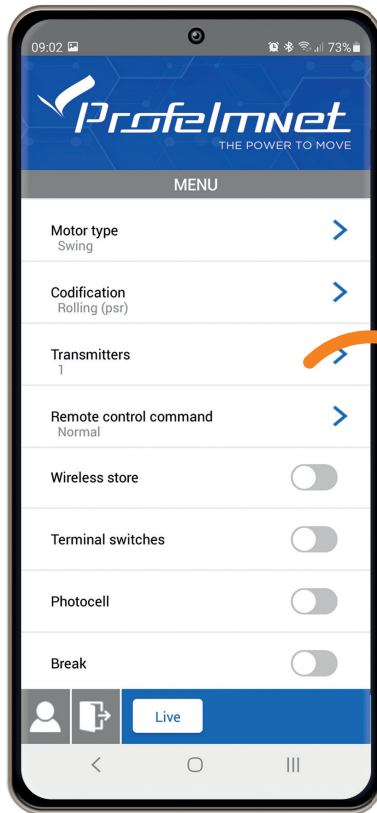 09:02 73%
Profelmnet
THE POWER TO MOVE
MENU
Motor type
Swing
Codification
Rolling (psr)
Transmitters
1
Remote control command
Normal
Wireless store
Terminal switches
Photocell
Break
Live